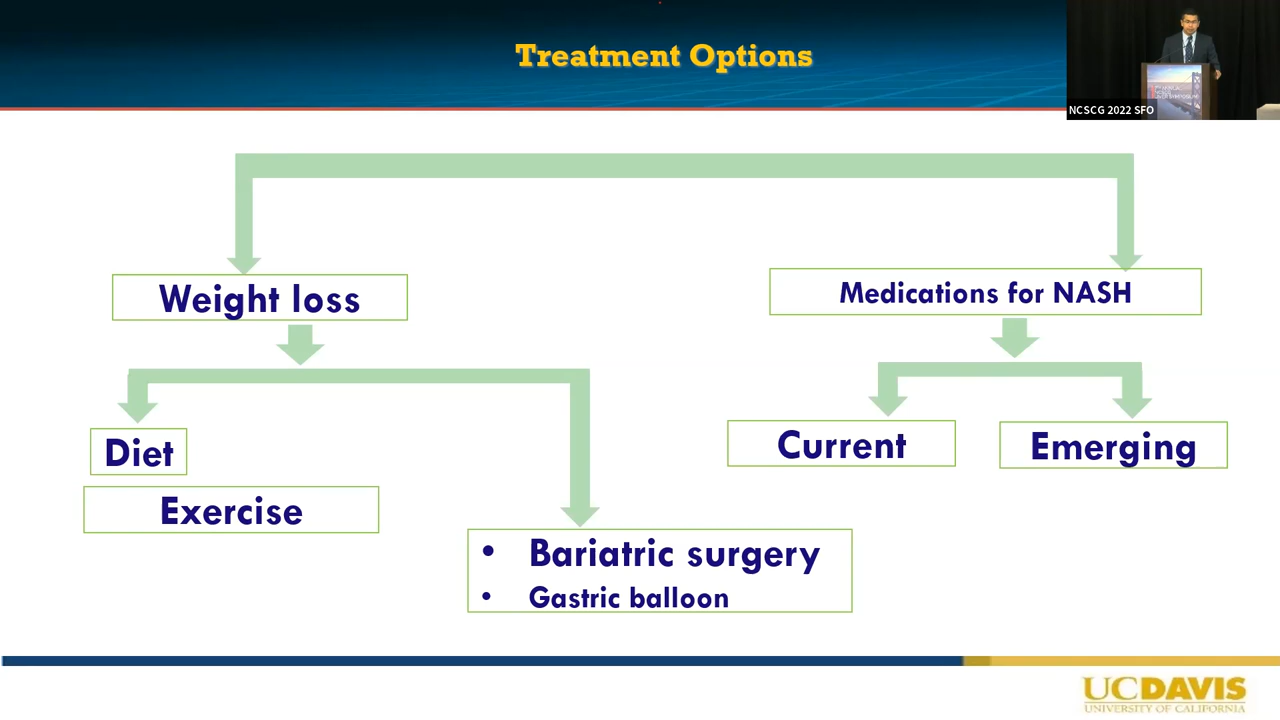 Treatment Options
NCSCG 2022 SFO
Weight loss
Medications for NASH
Diet
Exercise
Current
Emerging
• Bariatric surgery
• Gastric balloon
UCDAVIS
UNIVERSITY OF CALIFORNIA